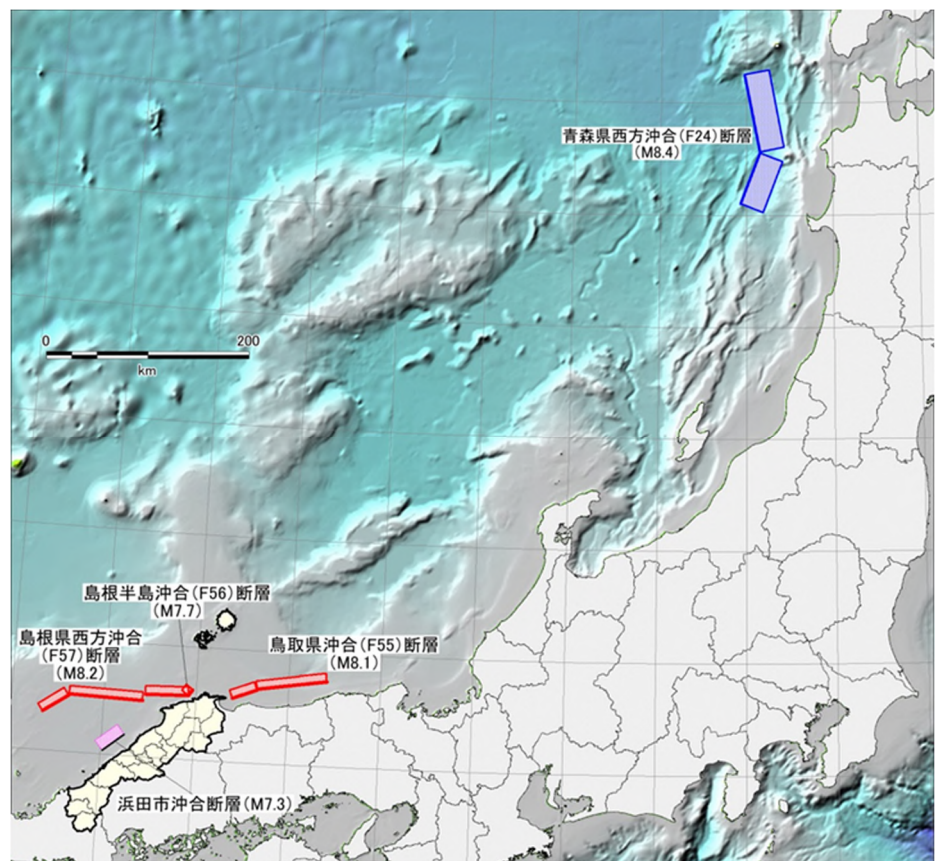 青森県西方沖合(F24)断層
(M8.4)
0
200
km
島根半島沖合(F56)断層
(M7.7)
島根県西方沖合
(F57)断層
(M8.2)
鳥取県沖合(F55)断層
(M8.1)
浜田市沖合断層(M7.3)